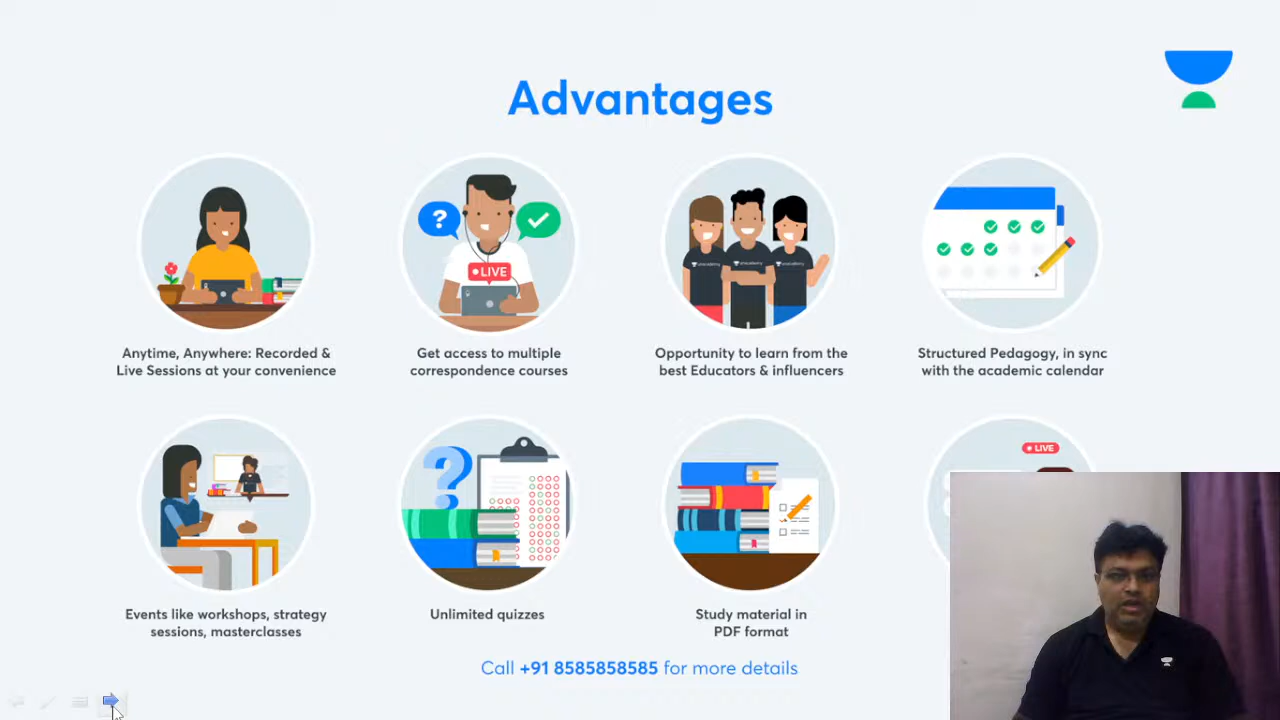 Advantages
LIVE
Anytime, Anywhere: Recorded &
Live Sessions at your convenience
Get access to multiple
correspondence courses
Opportunity to learn from the
best Educators & influencers
Structured Pedagogy, in sync
with the academic calendar
LIVE
Events like workshops, strategy
sessions, masterclasses
Unlimited quizzes
Study material in
PDF format
Call +91 8585858585 for more details